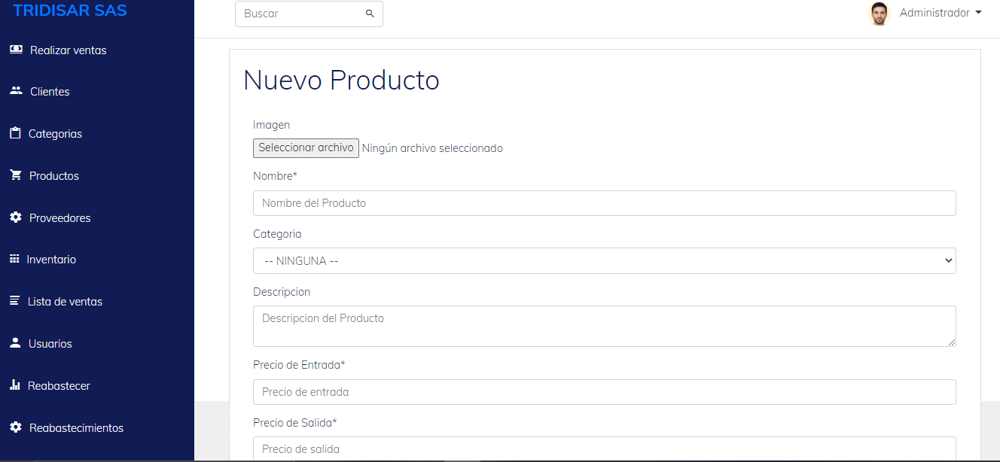 TRIDISAR SAS
Buscar
Administrador
Realizar ventas
Clientes
Categorias
Productos
Proveedores
Inventario
Lista de ventas
Usuarios
Reabastecer
Reabastecimientos
Nuevo Producto
Imagen
Seleccionar archivo Ningún archivo seleccionado
Nombre*
Nombre del Producto
Categoria
-- NINGUNA --
Descripcion
Descripcion del Producto
Precio de Entrada*
Precio de entrada
Precio de Salida*
Precio de salida